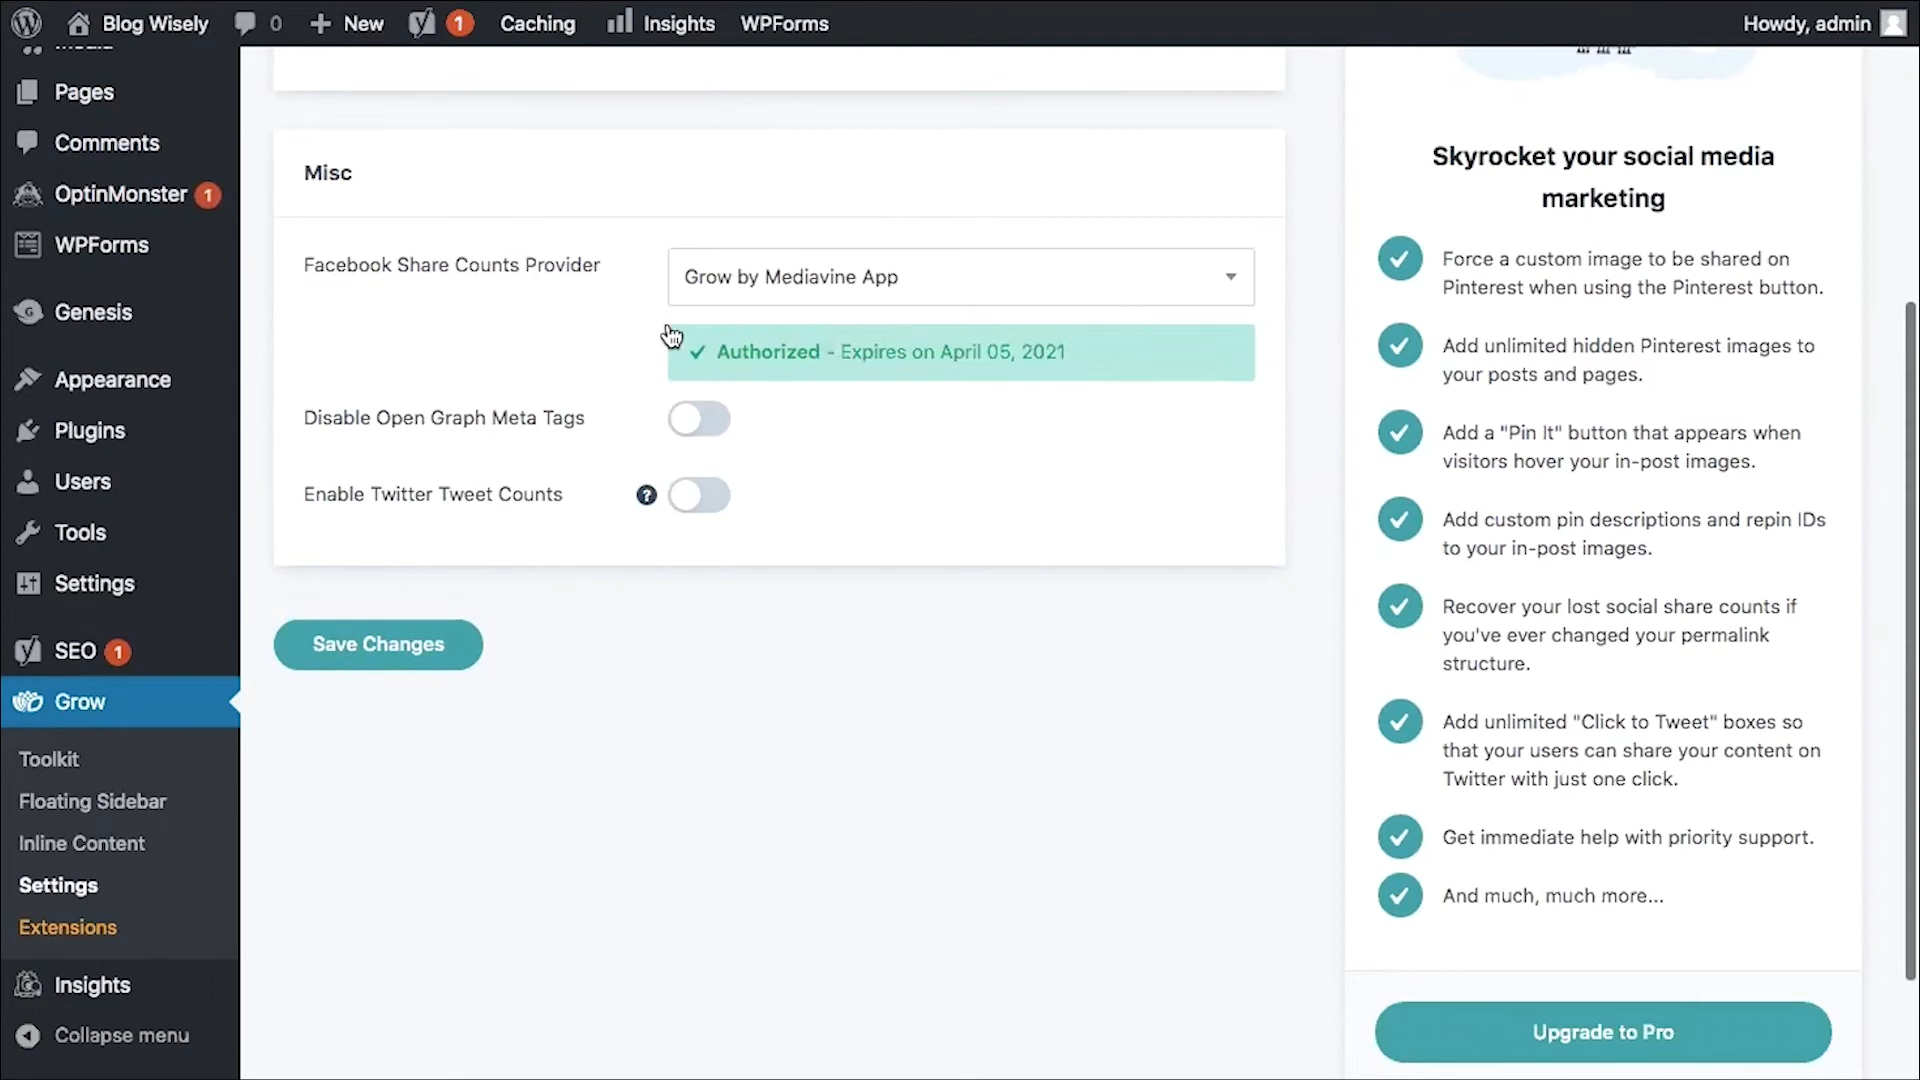 Blog Wisely
0
New
1
Caching
Insights
WPForms
Howdy, admin
Pages
Comments
OptinMonster 1
WPForms
Genesis
Appearance
Plugins
Users
Tools
Settings
SEO 1
Grow
Toolkit
Floating Sidebar
Inline Content
Settings
Extensions
Insights
Collapse menu
Misc
Facebook Share Counts Provider
Grow by Mediavine App
Authorized - Expires on April 05, 2021
Disable Open Graph Meta Tags
Enable Twitter Tweet Counts
?
Save Changes
Skyrocket your social media
marketing
Force a custom image to be shared on
Pinterest when using the Pinterest button.
Add unlimited hidden Pinterest images to
your posts and pages.
Add a "Pin It" button that appears when
visitors hover your in-post images.
Add custom pin descriptions and repin IDs
to your in-post images.
Recover your lost social share counts if
you've ever changed your permalink
structure.
Add unlimited "Click to Tweet" boxes so
that your users can share your content on
Twitter with just one click.
Get immediate help with priority support.
And much, much more...
Upgrade to Pro